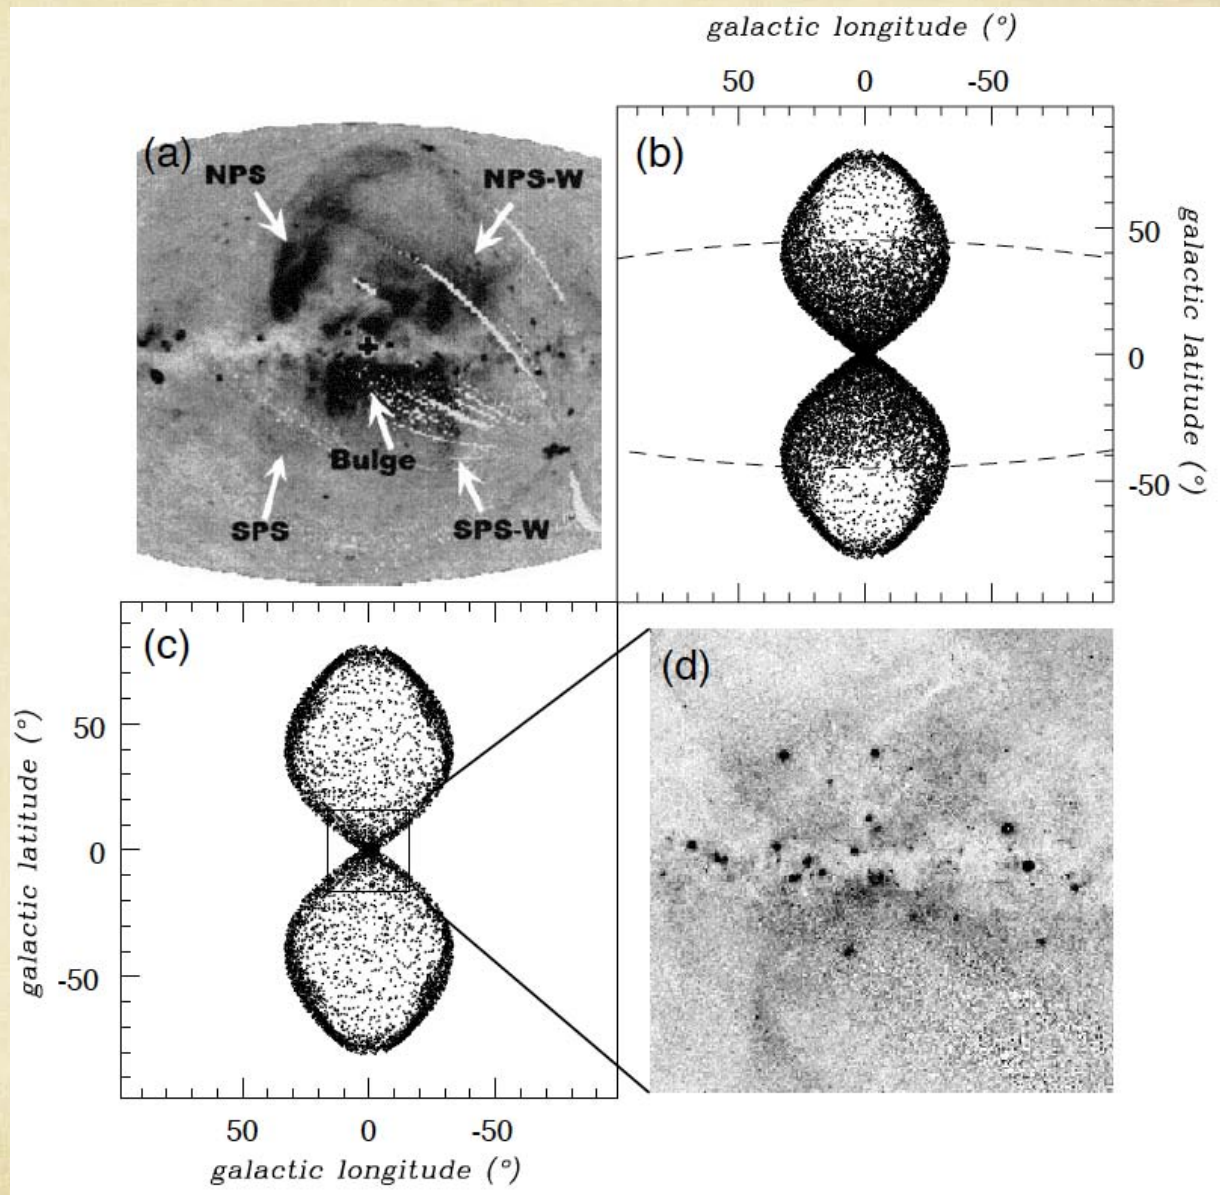 galactic longitude (°)
50 0 -50
(a)
NPS
NPS-W
Bulge
SPS
SPS-W
(b)
50
0
-50
galactic latitude (°)
(c)
50
0
-50
galactic latitude (°)
50 0 -50
galactic longitude (°)
(d)